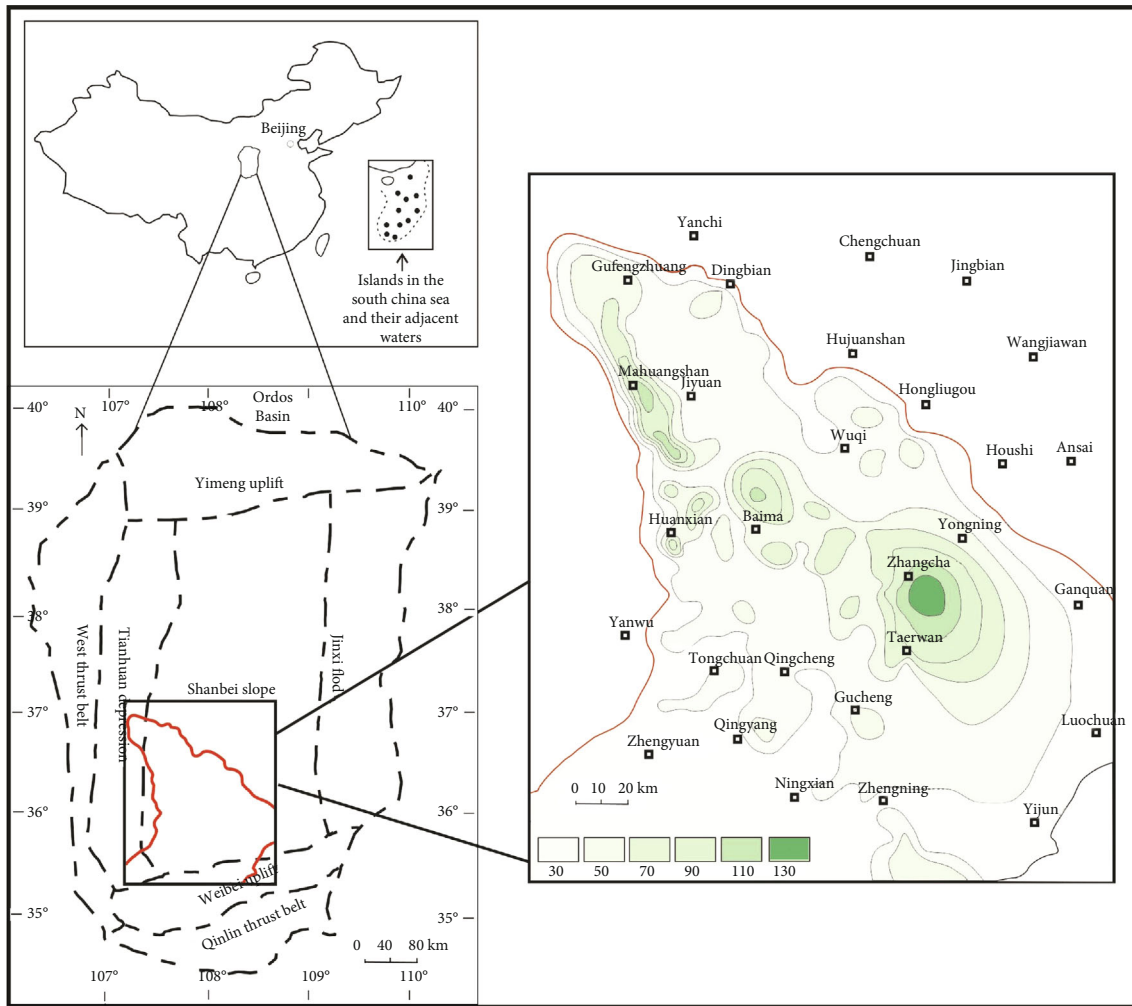 Beijing
Islands in the
south china sea
and their adjacent
waters
40°
107°
108°
Ordos
Basin
110°
40°
N
Yimeng uplift
39°
39°
38°
38°
West thrust belt
Tianhuan depression
Jinxi flod
Shanbei slope
37°
37°
36°
36°
Weibei uplift
Qinlin thrust belt
35°
35°
0 40 80 km
107°
108°
109°
110°
Yanchi
Chengchuan
Gufengzhuang
Dingbian
Jingbian
Hujuanshan
Wangjiawan
Mahuangshan
Jiyuan
Hongliugou
Wuqi
Houshi
Ansai
Huanxian
Baima
Yongning
Zhangcha
Ganquan
Yanwu
Taerwan
Tongchuan
Qingcheng
Gucheng
Luochuan
Qingyang
Zhengyuan
Ningxian
Zhengning
Yijun
0 10 20 km
30 50 70 90 110 130